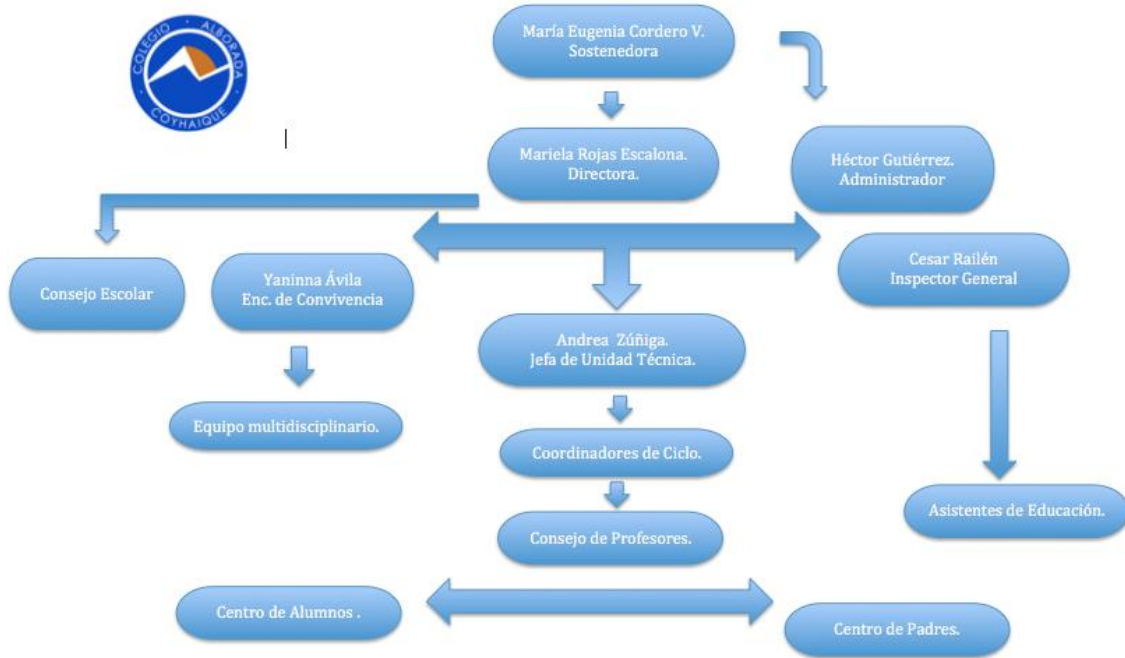 COLEGIO · ALBORADA
· COYHAIQUE ·
María Eugenia Cordero V.
Sostenedora
Mariela Rojas Escalona.
Directora.
Héctor Gutiérrez.
Administrador
Consejo Escolar
Yaninna Ávila
Enc. de Convivencia
Cesar Railén
Inspector General
Andrea Zúñiga.
Jefa de Unidad Técnica.
Equipo multidisciplinario.
Coordinadores de Ciclo.
Asistentes de Educación.
Consejo de Profesores.
Centro de Alumnos .
Centro de Padres.